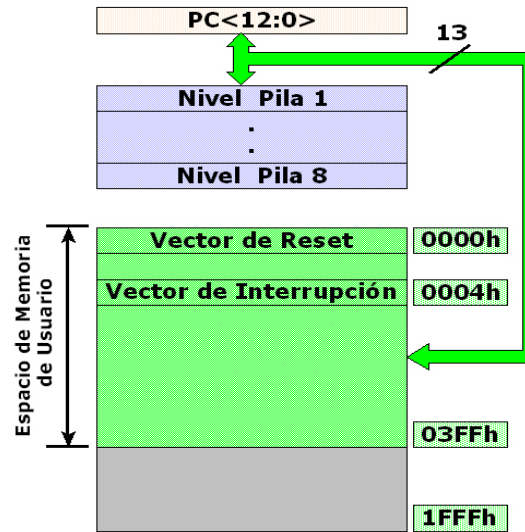 PC<12:0>
13
Nivel Pila 1
.
.
Nivel Pila 8
Vector de Reset
0000h
Vector de Interrupción
0004h
Espacio de Memoria
de Usuario
03FFh
1FFFh